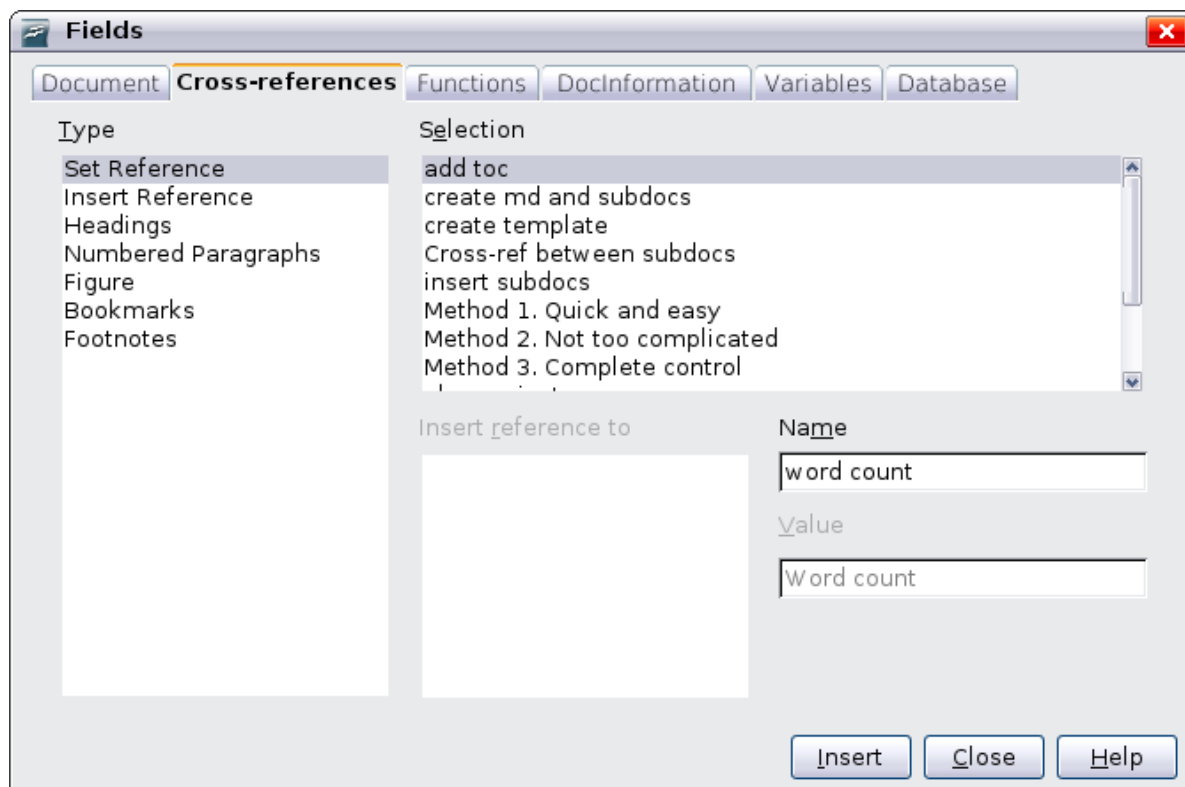 Fields
Document Cross-references Functions DocInformation Variables Database
Type
Selection
Set Reference
Insert Reference
Headings
Numbered Paragraphs
Figure
Bookmarks
Footnotes
add toc
create md and subdocs
create template
Cross-ref between subdocs
insert subdocs
Method 1. Quick and easy
Method 2. Not too complicated
Method 3. Complete control
Insert reference to
Name
word count
Value
Word count
Insert Close Help